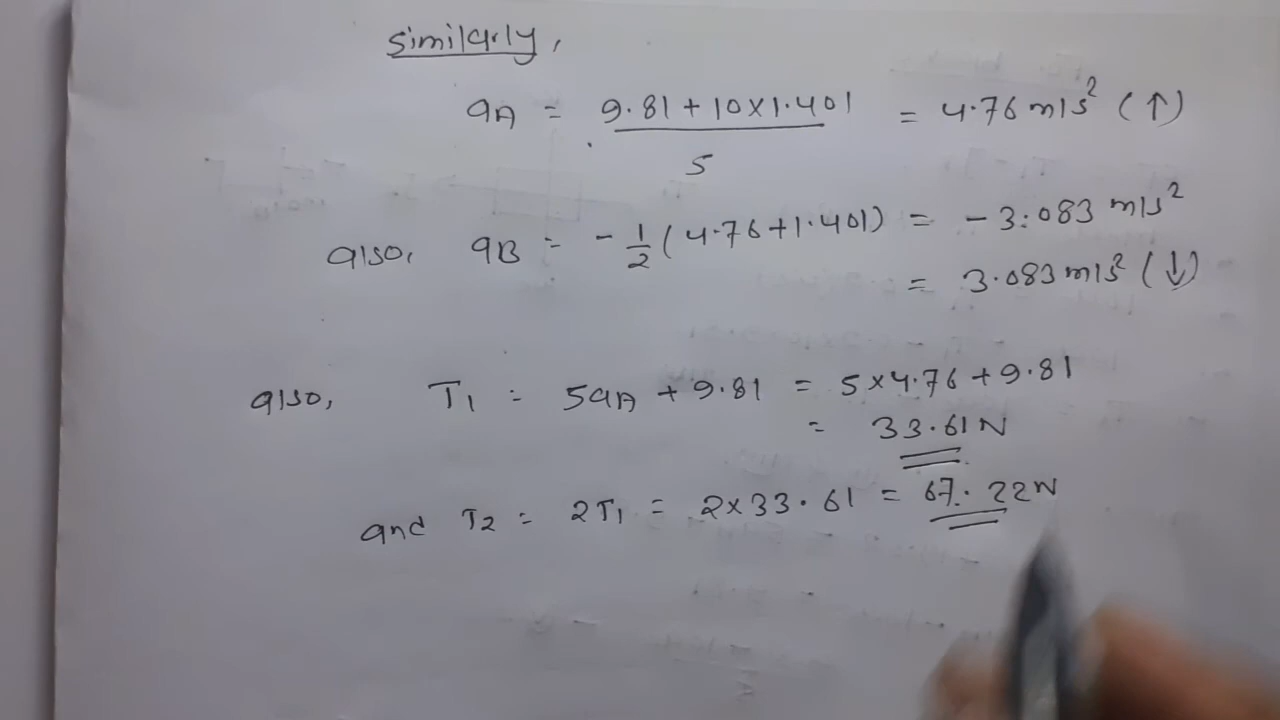 Similarly,
aA = 9.81 + 10×1.401 / 5 = 4.76 m/s² (↑)
also, aB = - 1/2 (4.76+1.401) = - 3.083 m/s²
= 3.083 m/s² (↓)
also, T1 = 5aA + 9.81 = 5×4.76 + 9.81
= 33.61 N
and T2 = 2T1 = 2×33.61 = 67.22N